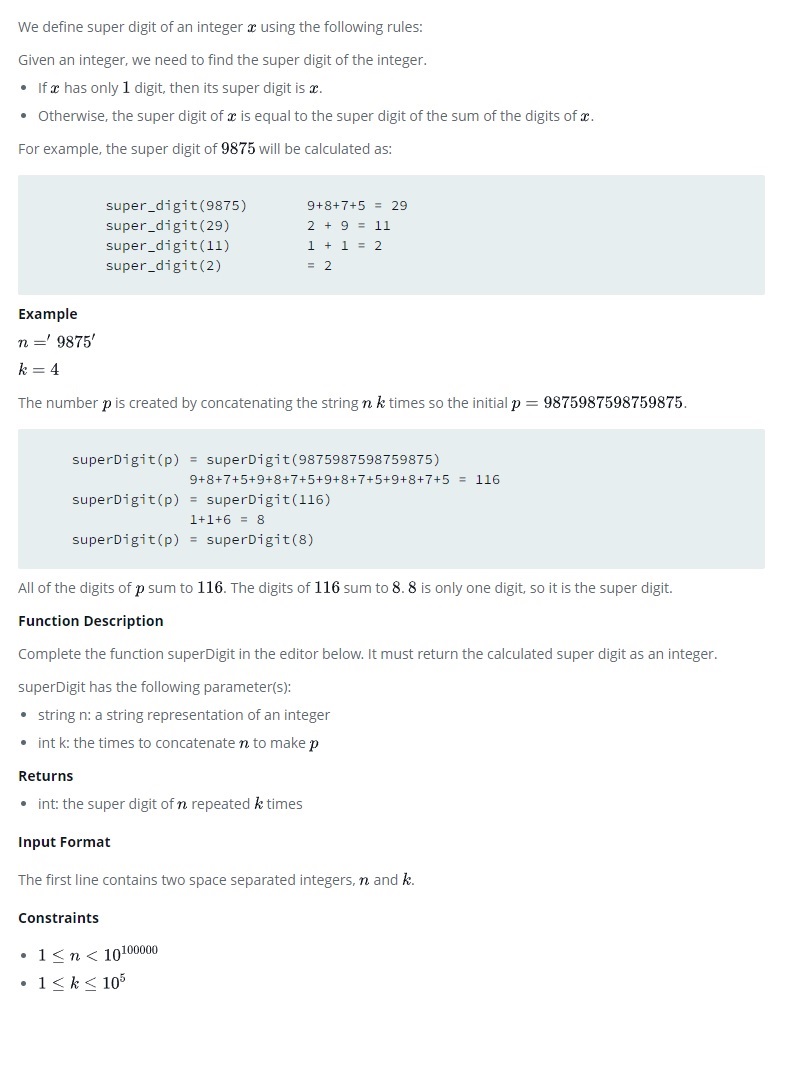 We define super digit of an integer x using the following rules:
Given an integer, we need to find the super digit of the integer.
• If x has only 1 digit, then its super digit is x.
• Otherwise, the super digit of x is equal to the super digit of the sum of the digits of x.
For example, the super digit of 9875 will be calculated as:
super_digit(9875) 9+8+7+5 = 29
super_digit(29) 2 + 9 = 11
super_digit(11) 1 + 1 = 2
super_digit(2) = 2
Example
n =′ 9875′
k = 4
The number p is created by concatenating the string n k times so the initial p = 9875987598759875.
superDigit(p) = superDigit(9875987598759875)
9+8+7+5+9+8+7+5+9+8+7+5+9+8+7+5 = 116
superDigit(p) = superDigit(116)
1+1+6 = 8
superDigit(p) = superDigit(8)
All of the digits of p sum to 116. The digits of 116 sum to 8. 8 is only one digit, so it is the super digit.
Function Description
Complete the function superDigit in the editor below. It must return the calculated super digit as an integer.
superDigit has the following parameter(s):
• string n: a string representation of an integer
• int k: the times to concatenate n to make p
Returns
• int: the super digit of n repeated k times
Input Format
The first line contains two space separated integers, n and k.
Constraints
• 1 ≤ n < 10¹⁰⁰⁰⁰⁰
• 1 ≤ k ≤ 10⁵